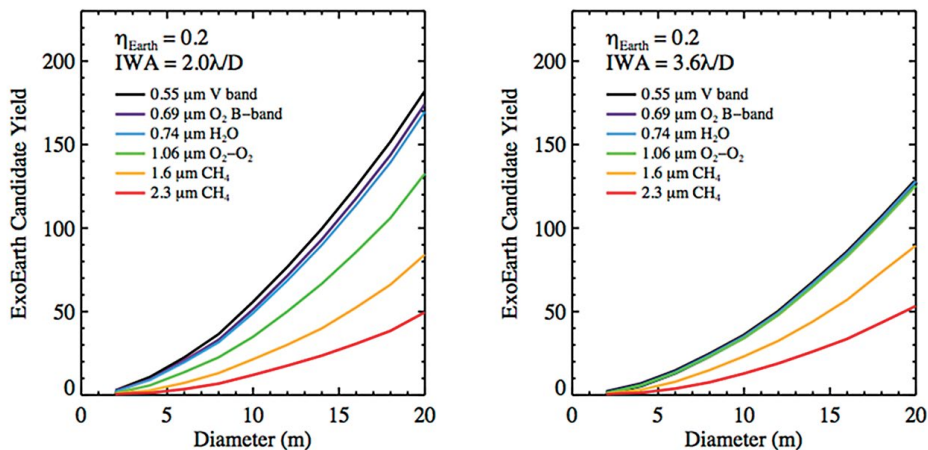 ExoEarth Candidate Yield
200
150
100
50
0
η_Earth = 0.2
IWA = 2.0λ/D
0.55 μm V band
0.69 μm O₂ B-band
0.74 μm H₂O
1.06 μm O₂–O₂
1.6 μm CH₄
2.3 μm CH₄
0 5 10 15 20
Diameter (m)
ExoEarth Candidate Yield
200
150
100
50
0
η_Earth = 0.2
IWA = 3.6λ/D
0.55 μm V band
0.69 μm O₂ B-band
0.74 μm H₂O
1.06 μm O₂–O₂
1.6 μm CH₄
2.3 μm CH₄
0 5 10 15 20
Diameter (m)